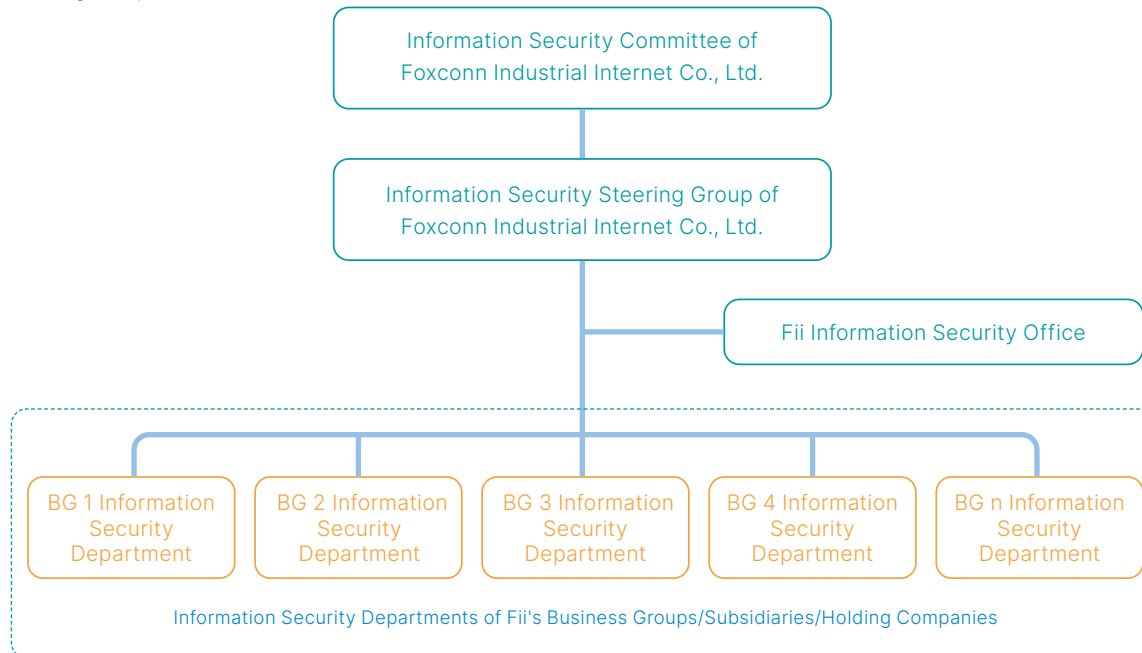 Information Security Committee of
Foxconn Industrial Internet Co., Ltd.
Information Security Steering Group of
Foxconn Industrial Internet Co., Ltd.
Fii Information Security Office
BG 1 Information
Security
Department
BG 2 Information
Security
Department
BG 3 Information
Security
Department
BG 4 Information
Security
Department
BG n Information
Security
Department
Information Security Departments of Fii's Business Groups/Subsidiaries/Holding Companies